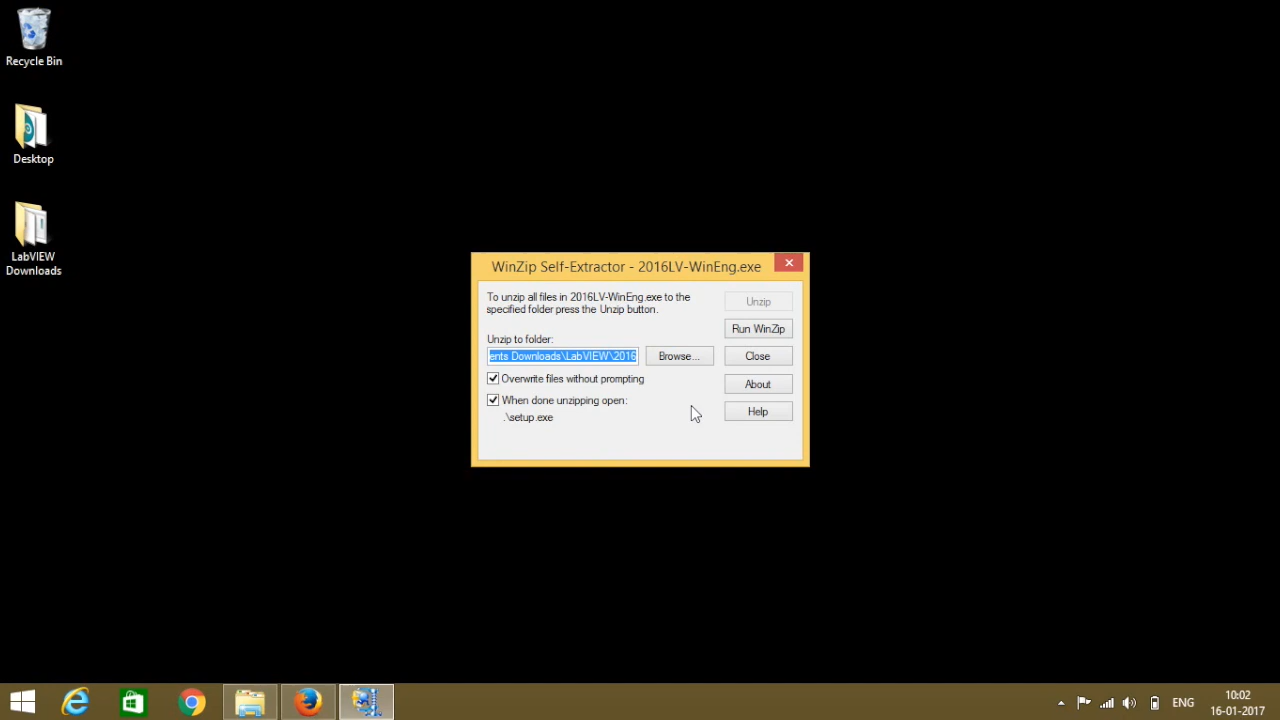 Recycle Bin
Desktop
LabVIEW
Downloads
WinZip Self-Extractor - 2016LV-WinEng.exe
To unzip all files in 2016LV-WinEng.exe to the
specified folder press the Unzip button.
Unzip
Run WinZip
Unzip to folder:
ents Downloads\LabVIEW\2016
Browse...
Close
Overwrite files without prompting
About
When done unzipping open:
.\setup.exe
Help
ENG
10:02
16-01-2017